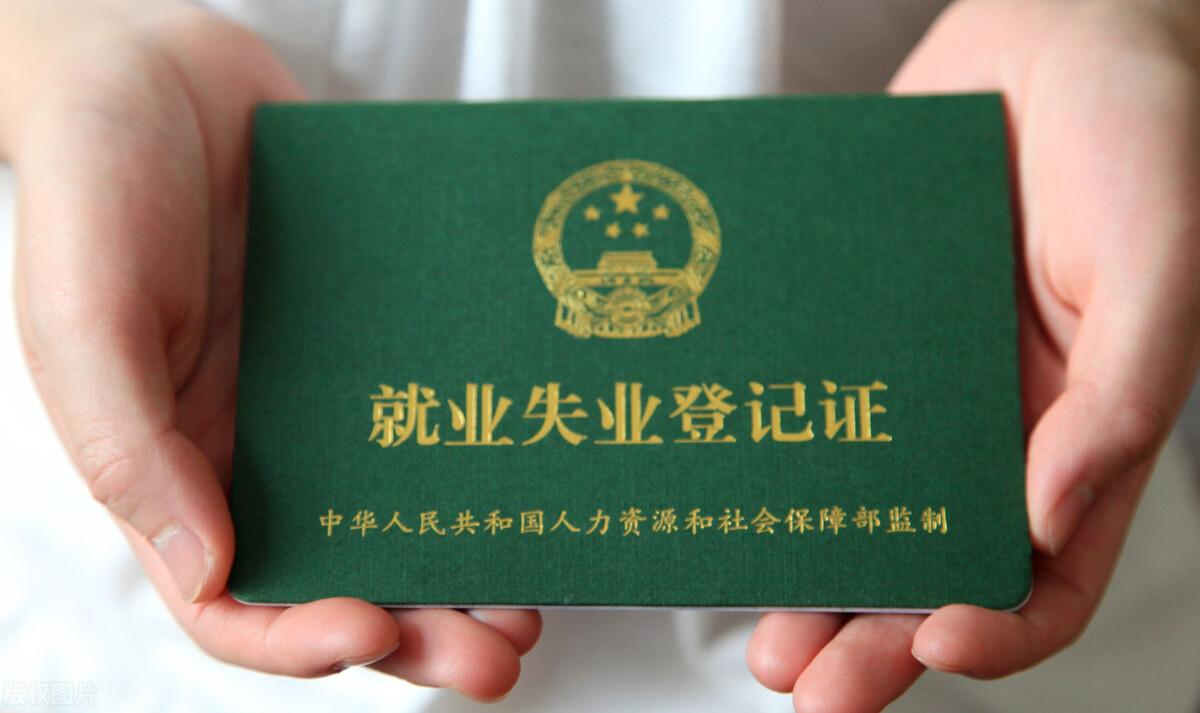 就业失业登记证
中华人民共和国人力资源和社会保障部监制
版权图片